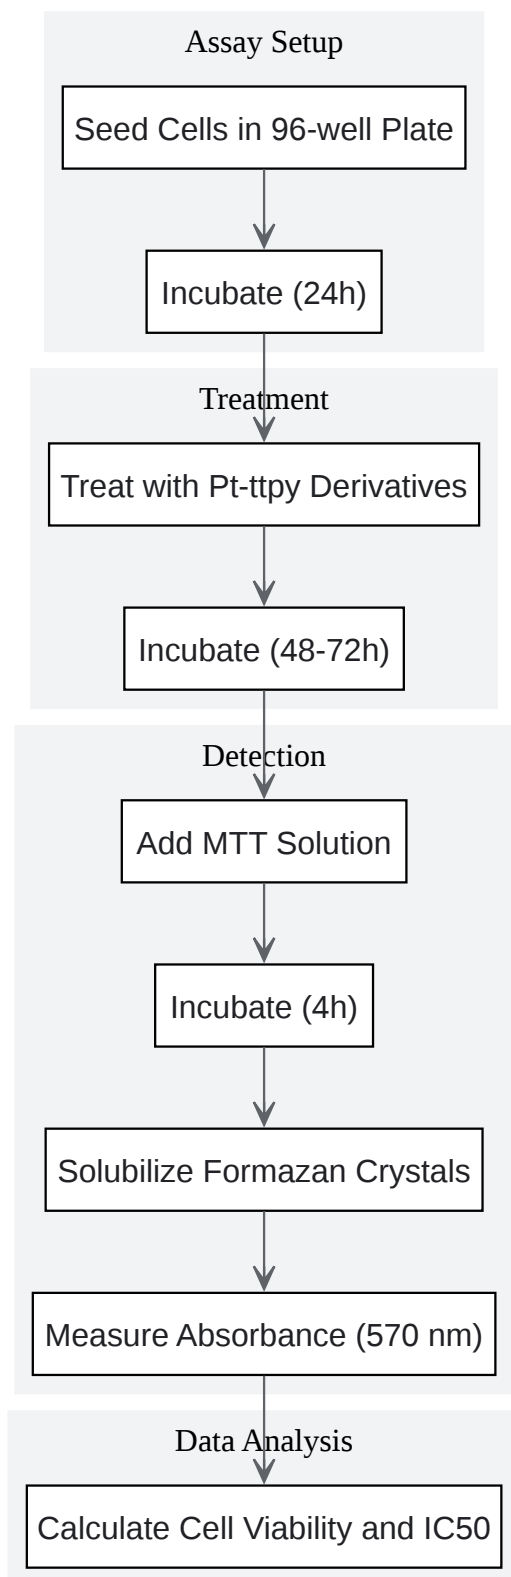 Assay Setup
Seed Cells in 96-well Plate
Incubate (24h)
Treatment
Treat with Pt-ttpy Derivatives
Incubate (48-72h)
Detection
Add MTT Solution
Incubate (4h)
Solubilize Formazan Crystals
Measure Absorbance (570 nm)
Data Analysis
Calculate Cell Viability and IC50